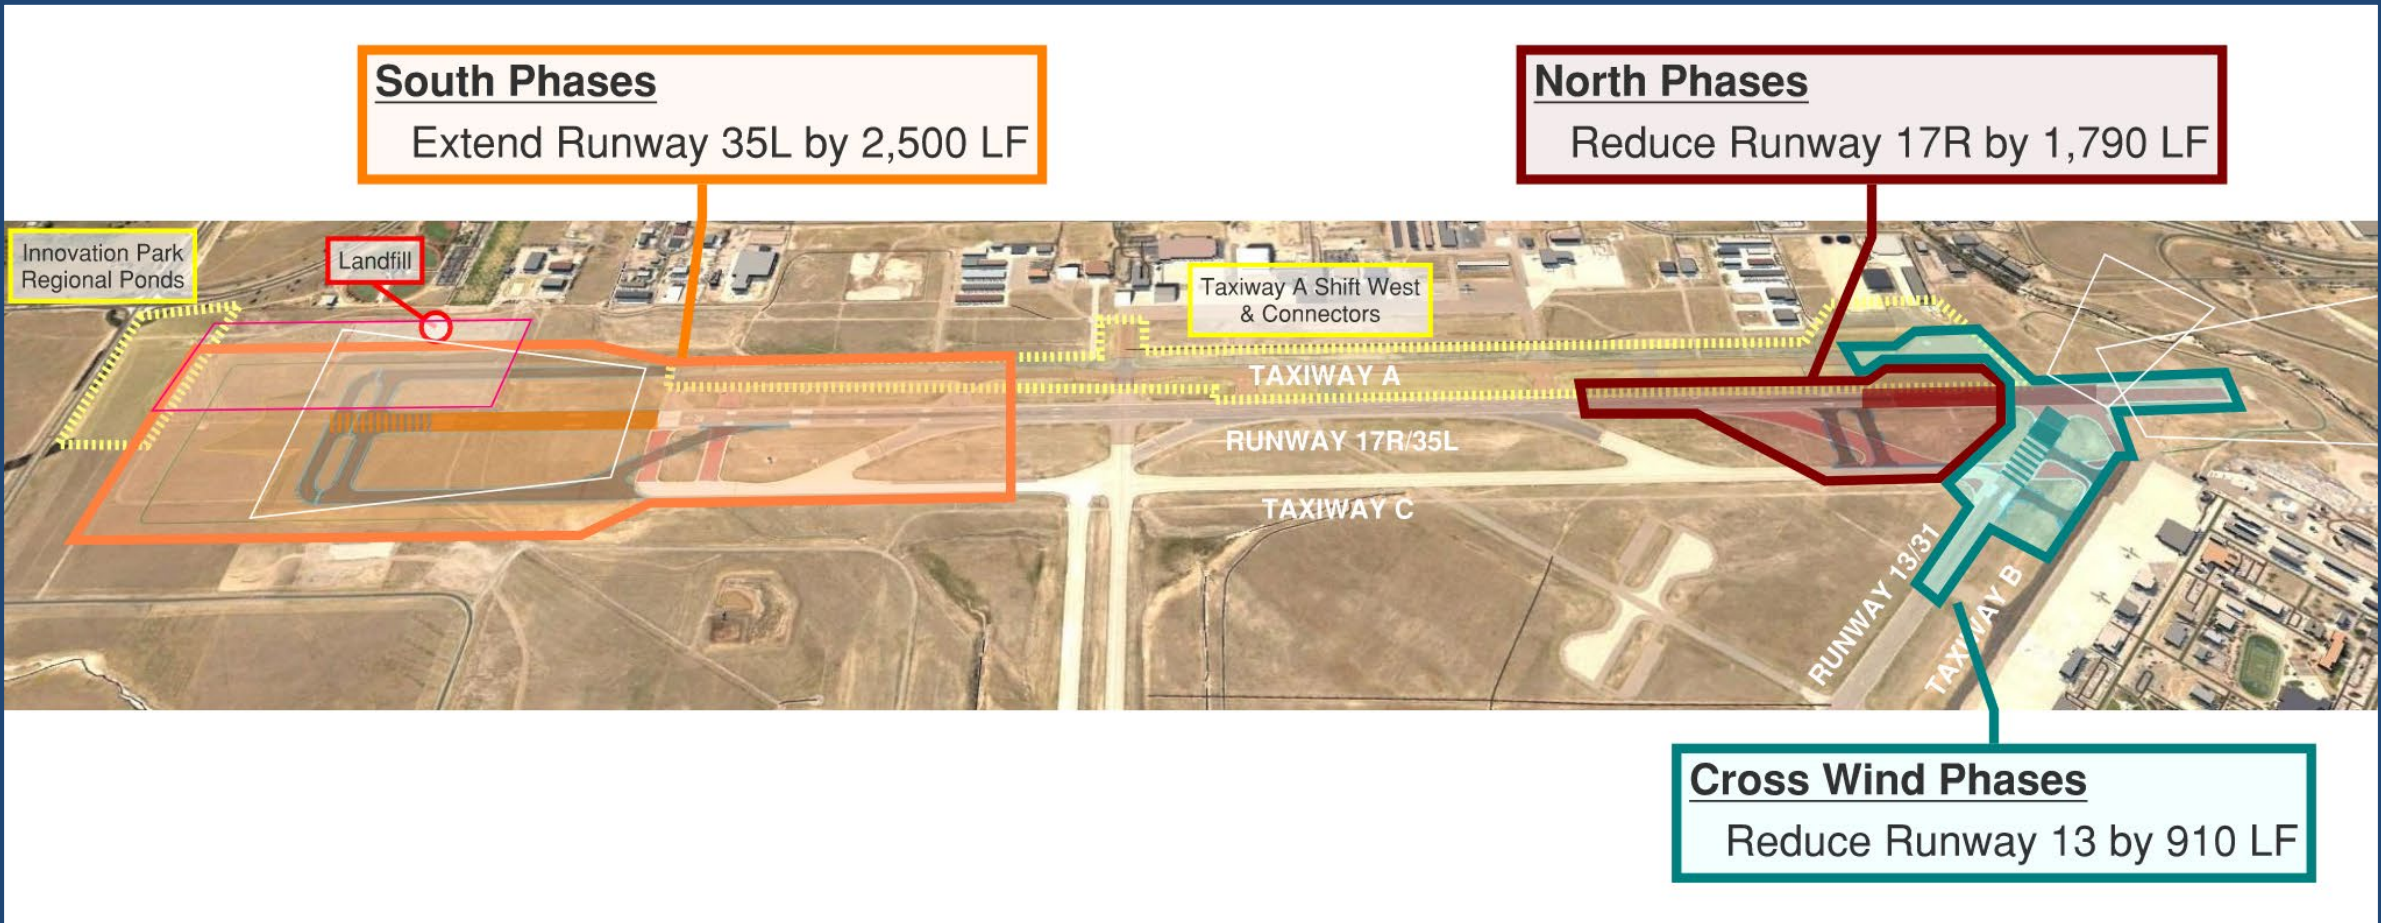 South Phases
Extend Runway 35L by 2,500 LF
North Phases
Reduce Runway 17R by 1,790 LF
Innovation Park
Regional Ponds
Landfill
Taxiway A Shift West
& Connectors
TAXIWAY A
RUNWAY 17R/35L
TAXIWAY C
RUNWAY 13/31
TAXIWAY B
Cross Wind Phases
Reduce Runway 13 by 910 LF